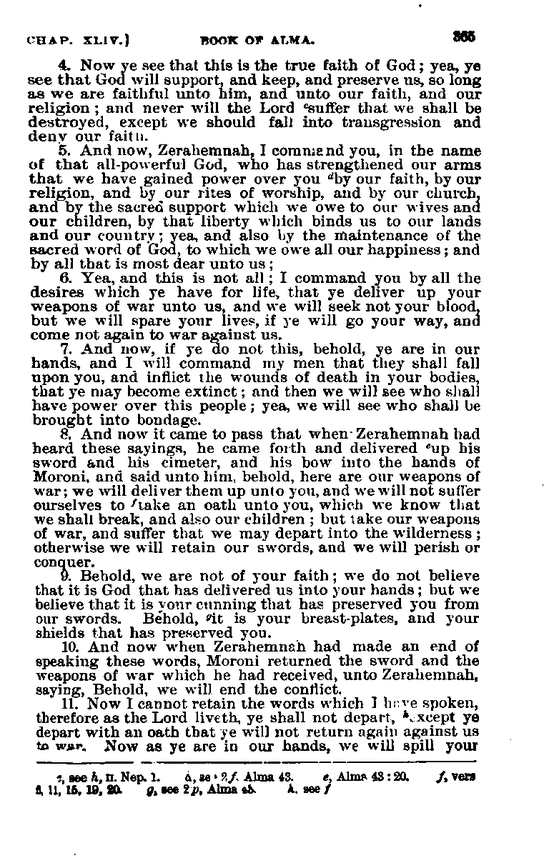 CHAP. XLIV.] BOOK OF ALMA. 365
4. Now ye see that this is the true faith of God; yea, ye
see that God will support, and keep, and preserve us, so long
as we are faithful unto him, and unto our faith, and our
religion; and never will the Lord ᶜsuffer that we shall be
destroyed, except we should fall into transgression and
deny our faith.
5. And now, Zerahemnah, I command you, in the name
of that all-powerful God, who has strengthened our arms
that we have gained power over you ᵈby our faith, by our
religion, and by our rites of worship, and by our church,
and by the sacred support which we owe to our wives and
our children, by that liberty which binds us to our lands
and our country; yea, and also by the maintenance of the
sacred word of God, to which we owe all our happiness; and
by all that is most dear unto us;
6. Yea, and this is not all; I command you by all the
desires which ye have for life, that ye deliver up your
weapons of war unto us, and we will seek not your blood,
but we will spare your lives, if ye will go your way, and
come not again to war against us.
7. And now, if ye do not this, behold, ye are in our
hands, and I will command my men that they shall fall
upon you, and inflict the wounds of death in your bodies,
that ye may become extinct; and then we will see who shall
have power over this people; yea, we will see who shall be
brought into bondage.
8. And now it came to pass that when Zerahemnah had
heard these sayings, he came forth and delivered ᵉup his
sword and his cimeter, and his bow into the hands of
Moroni, and said unto him, behold, here are our weapons of
war; we will deliver them up unto you, and we will not suffer
ourselves to ᶠtake an oath unto you, which we know that
we shall break, and also our children; but take our weapons
of war, and suffer that we may depart into the wilderness;
otherwise we will retain our swords, and we will perish or
conquer.
9. Behold, we are not of your faith; we do not believe
that it is God that has delivered us into your hands; but we
believe that it is your cunning that has preserved you from
our swords. Behold, ᵍit is your breast-plates, and your
shields that has preserved you.
10. And now when Zerahemnah had made an end of
speaking these words, Moroni returned the sword and the
weapons of war which he had received, unto Zerahemnah,
saying, Behold, we will end the conflict.
11. Now I cannot retain the words which I have spoken,
therefore as the Lord liveth, ye shall not depart, ʰexcept ye
depart with an oath that ye will not return again against us
to war. Now as ye are in our hands, we will spill your
see h, II. Nep. 1. d, see 2f. Alma 43. e, Alma 43:20. f, vers
8, 11, 15, 19, 20. g, see 2p, Alma h, see f